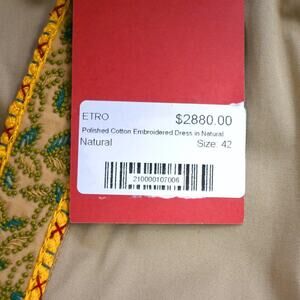 ETRO $2880.00
Polished Cotton Embroidered Dress in Natural
Natural Size: 42
210000107006